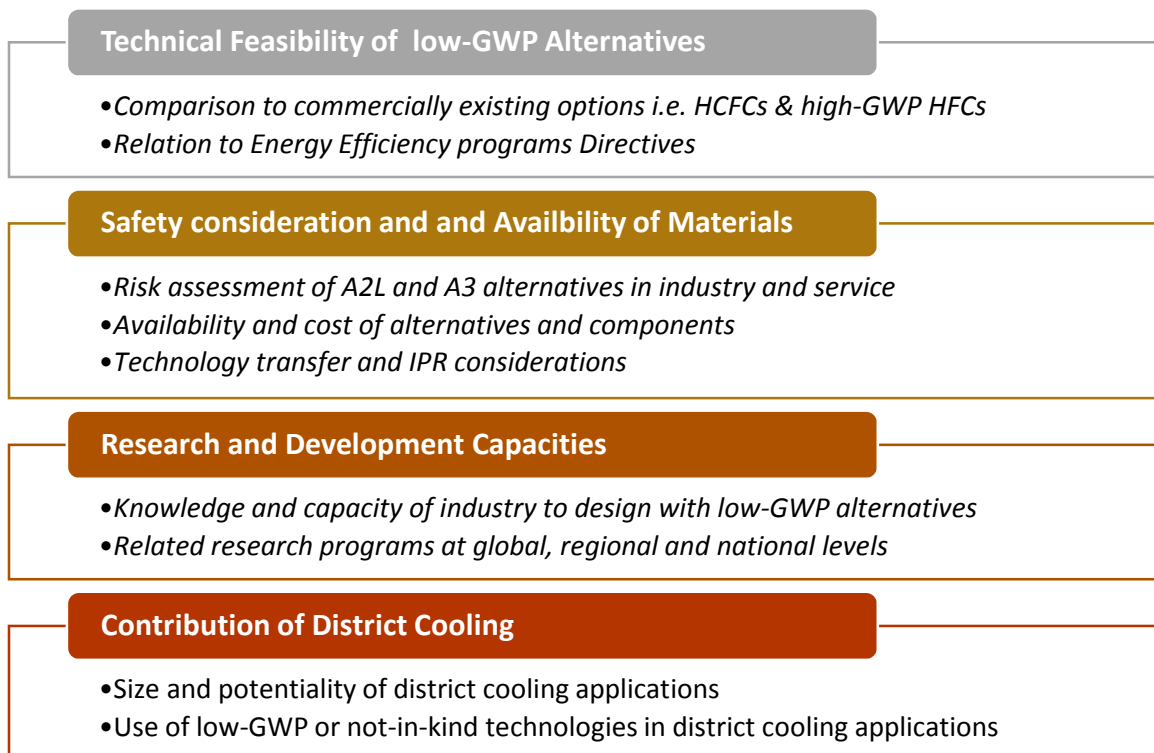 Technical Feasibility of  low-GWP Alternatives
•Comparison to commercially existing options i.e. HCFCs & high-GWP HFCs
•Relation to Energy Efficiency programs Directives
Safety consideration and and Availbility of Materials
•Risk assessment of A2L and A3 alternatives in industry and service
•Availability and cost of alternatives and components
•Technology transfer and IPR considerations
Research and Development Capacities
•Knowledge and capacity of industry to design with low-GWP alternatives
•Related research programs at global, regional and national levels
Contribution of District Cooling
•Size and potentiality of district cooling applications
•Use of low-GWP or not-in-kind technologies in district cooling applications